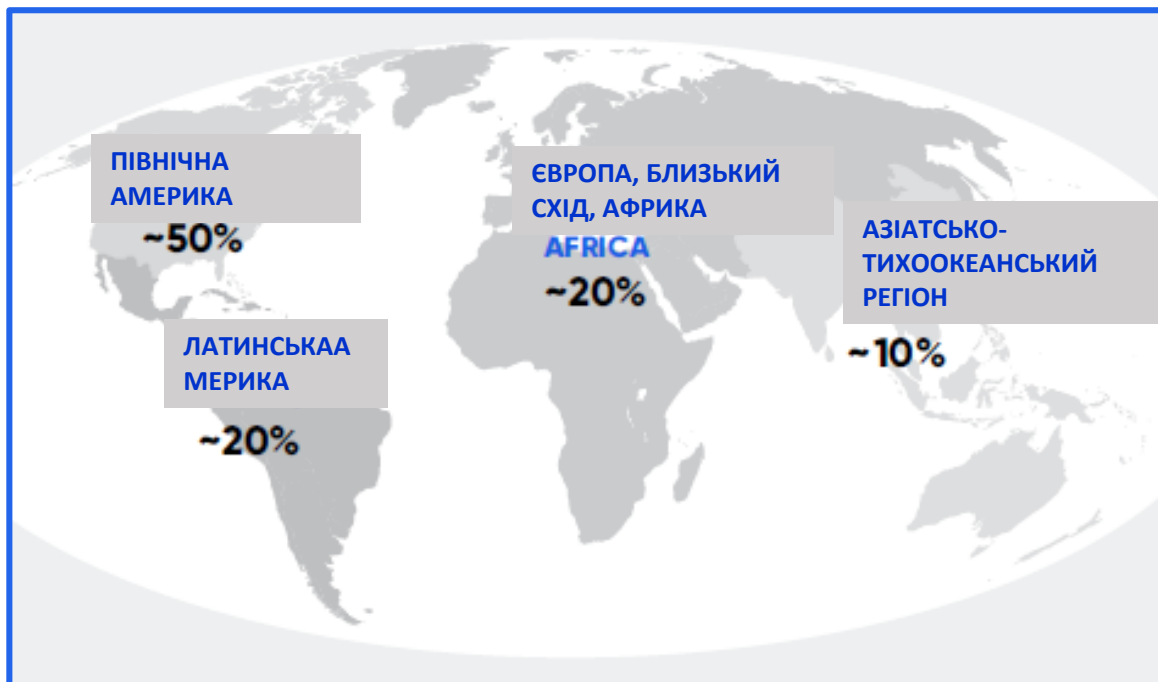 ПІВНІЧНА
АМЕРИКА
~50%
ЄВРОПА, БЛИЗЬКИЙ
СХІД, АФРИКА
AFRICA
~20%
АЗІАТСЬКО-
ТИХООКЕАНСЬКИЙ
РЕГІОН
~10%
ЛАТИНСЬКАА
МЕРИКА
~20%